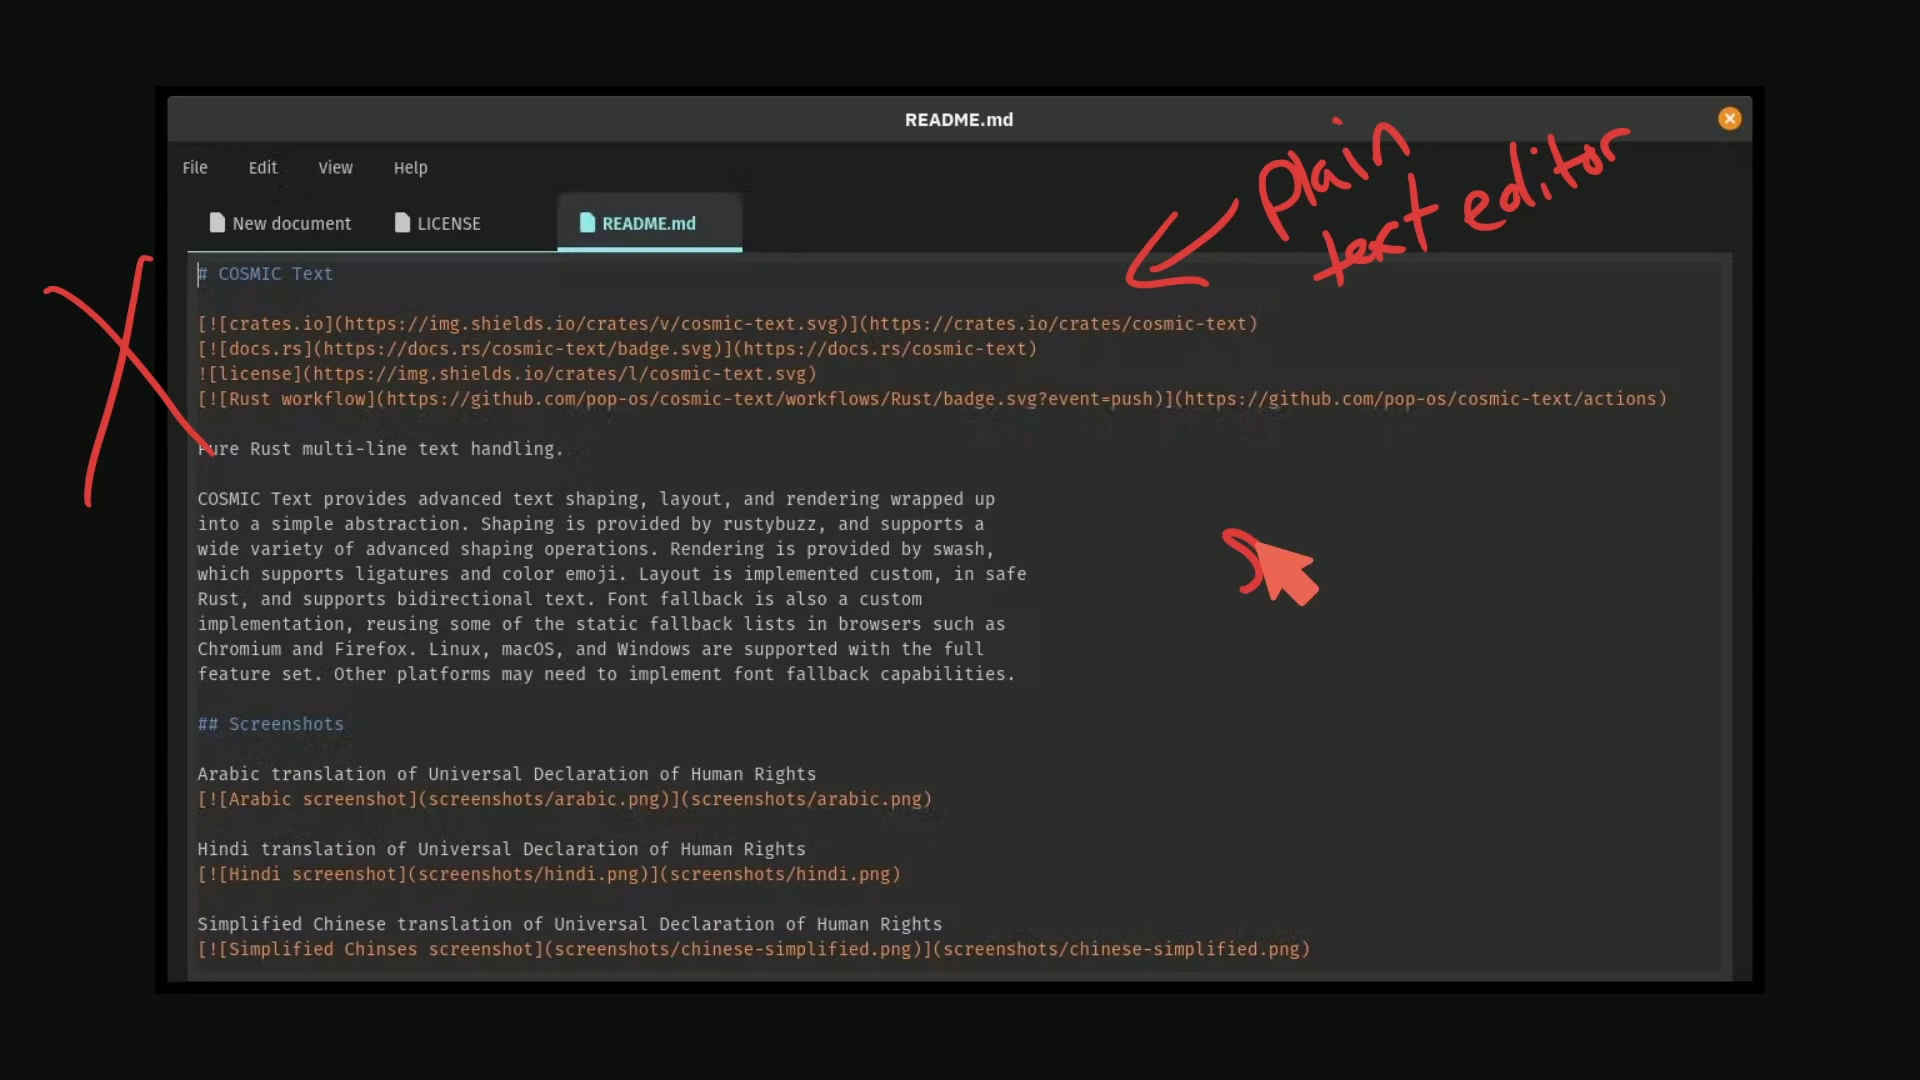 README.md
File Edit View Help
plain
text editor
New document LICENSE README.md
X
# COSMIC Text
[![crates.io](https://img.shields.io/crates/v/cosmic-text.svg)](https://crates.io/crates/cosmic-text)
[![docs.rs](https://docs.rs/cosmic-text/badge.svg)](https://docs.rs/cosmic-text)
![license](https://img.shields.io/crates/l/cosmic-text.svg)
[![Rust workflow](https://github.com/pop-os/cosmic-text/workflows/Rust/badge.svg?event=push)](https://github.com/pop-os/cosmic-text/actions)
Pure Rust multi-line text handling.
COSMIC Text provides advanced text shaping, layout, and rendering wrapped up
into a simple abstraction. Shaping is provided by rustybuzz, and supports a
wide variety of advanced shaping operations. Rendering is provided by swash,
which supports ligatures and color emoji. Layout is implemented custom, in safe
Rust, and supports bidirectional text. Font fallback is also a custom
implementation, reusing some of the static fallback lists in browsers such as
Chromium and Firefox. Linux, macOS, and Windows are supported with the full
feature set. Other platforms may need to implement font fallback capabilities.
## Screenshots
Arabic translation of Universal Declaration of Human Rights
[![Arabic screenshot](screenshots/arabic.png)](screenshots/arabic.png)
Hindi translation of Universal Declaration of Human Rights
[![Hindi screenshot](screenshots/hindi.png)](screenshots/hindi.png)
Simplified Chinese translation of Universal Declaration of Human Rights
[![Simplified Chinses screenshot](screenshots/chinese-simplified.png)](screenshots/chinese-simplified.png)